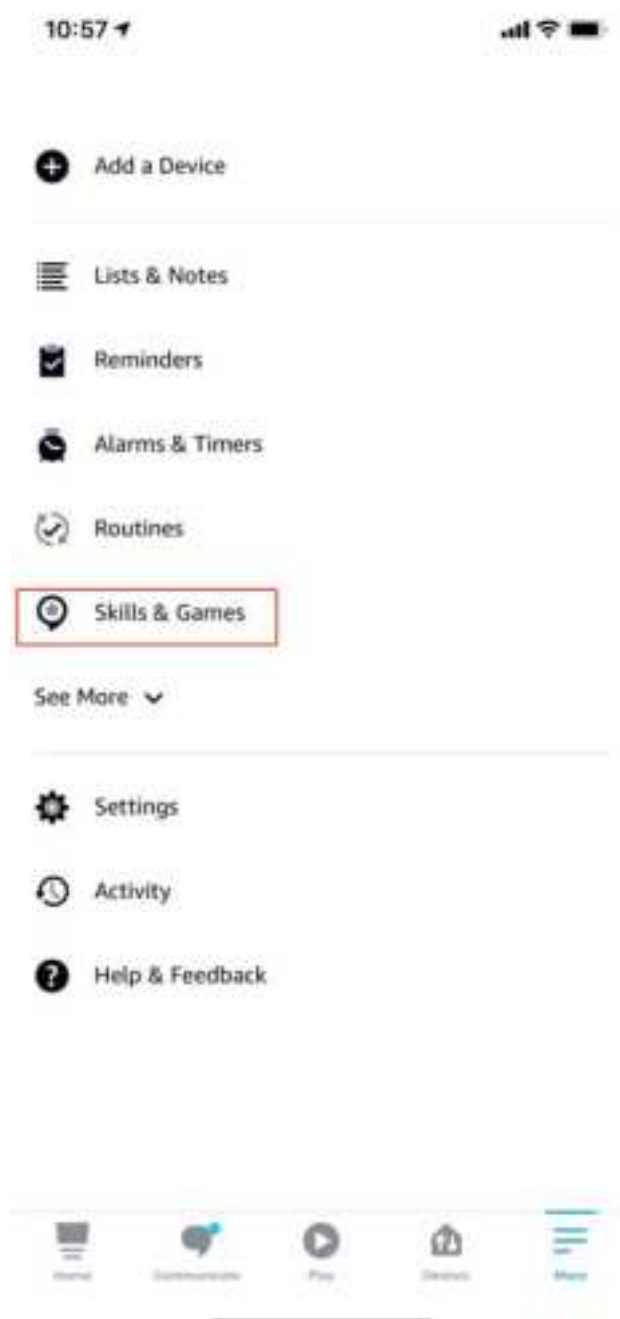 10:57
Add a Device
Lists & Notes
Reminders
Alarms & Timers
Routines
Skills & Games
See More
Settings
Activity
Help & Feedback
Home
Communicate
Play
Devices
More